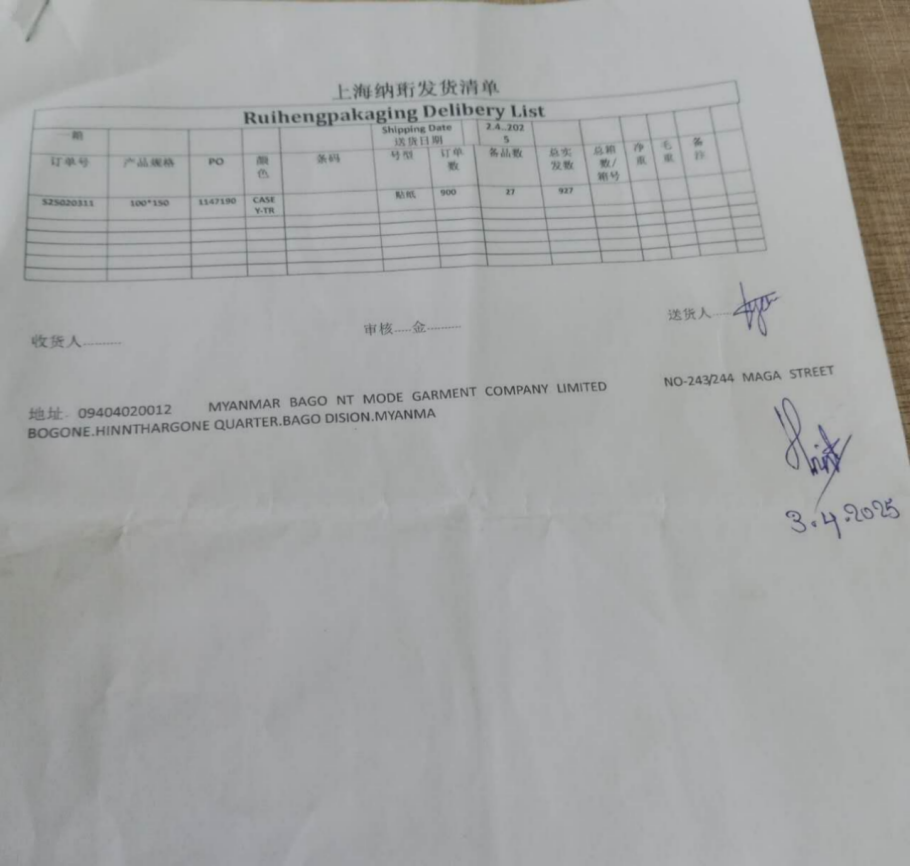 上海纳珩发货清单
Ruihengpakaging Delibery List
一期 Shipping Date 送货日期 2.4..2025
订单号 产品规格 PO 颜色 条码 号型 订单数 备品数 总实发数 总箱数/箱号 净重 毛重 备注
S25020311 100*150 1147190 CASEY-TR 贴纸 900 27 927
收货人............ 审核.....金.......... 送货人......
地址. 09404020012 MYANMAR BAGO NT MODE GARMENT COMPANY LIMITED NO-243/244 MAGA STREET
BOGONE.HINNTHARGONE QUARTER.BAGO DISION.MYANMA
3.4.2025